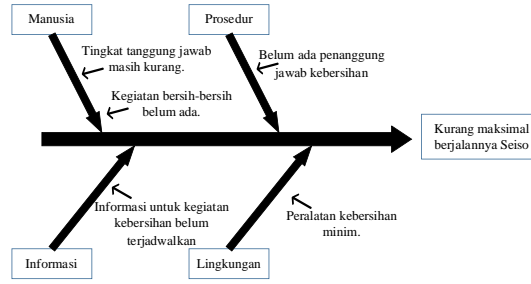 Manusia
Prosedur
Tingkat tanggung jawab
masih kurang.
Belum ada penanggung
jawab kebersihan
Kegiatan bersih-bersih
belum ada.
Kurang maksimal
berjalannya Seiso
Informasi untuk kegiatan
kebersihan belum
terjadwalkan
Peralatan kebersihan
minim.
Informasi
Lingkungan